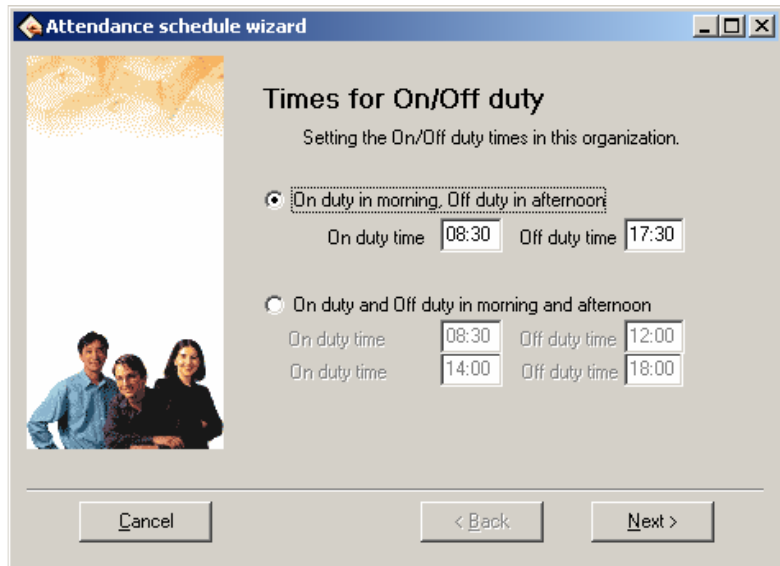 Attendance schedule wizard
Times for On/Off duty
Setting the On/Off duty times in this organization.
On duty in morning, Off duty in afternoon
On duty time 08:30 Off duty time 17:30
On duty and Off duty in morning and afternoon
On duty time 08:30 Off duty time 12:00
On duty time 14:00 Off duty time 18:00
Cancel < Back Next >